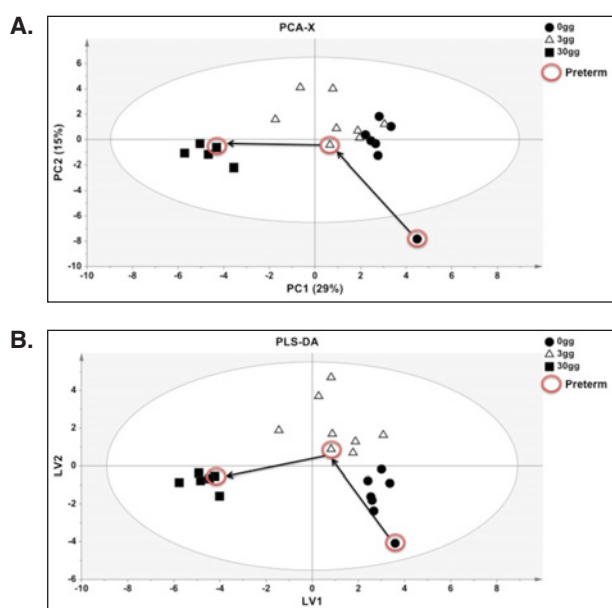 A.
PCA-X
0gg
3gg
30gg
Preterm
6
4
2
0
-2
-4
-6
-8
-10
PC2 (15%)
-10 -8 -6 -4 -2 0 2 4 6 8
PC1 (29%)
B.
PLS-DA
0gg
3gg
30gg
Preterm
4
2
0
-2
-4
-6
LV2
-10 -8 -6 -4 -2 0 2 4 6 8
LV1